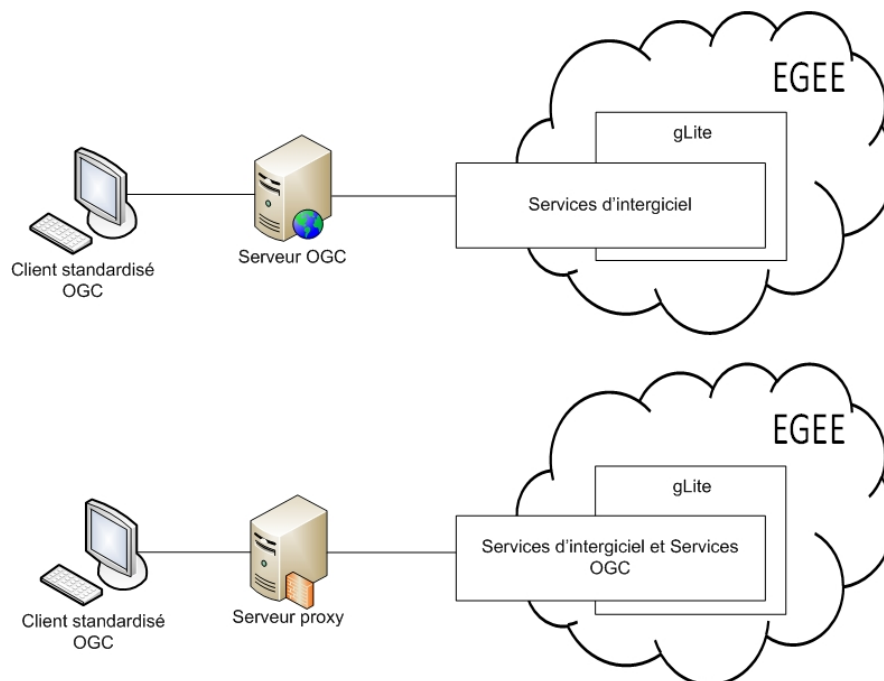 EGEE
gLite
Services d'intergiciel
Client standardisé
OGC
Serveur OGC
EGEE
gLite
Services d'intergiciel et Services
OGC
Client standardisé
OGC
Serveur proxy